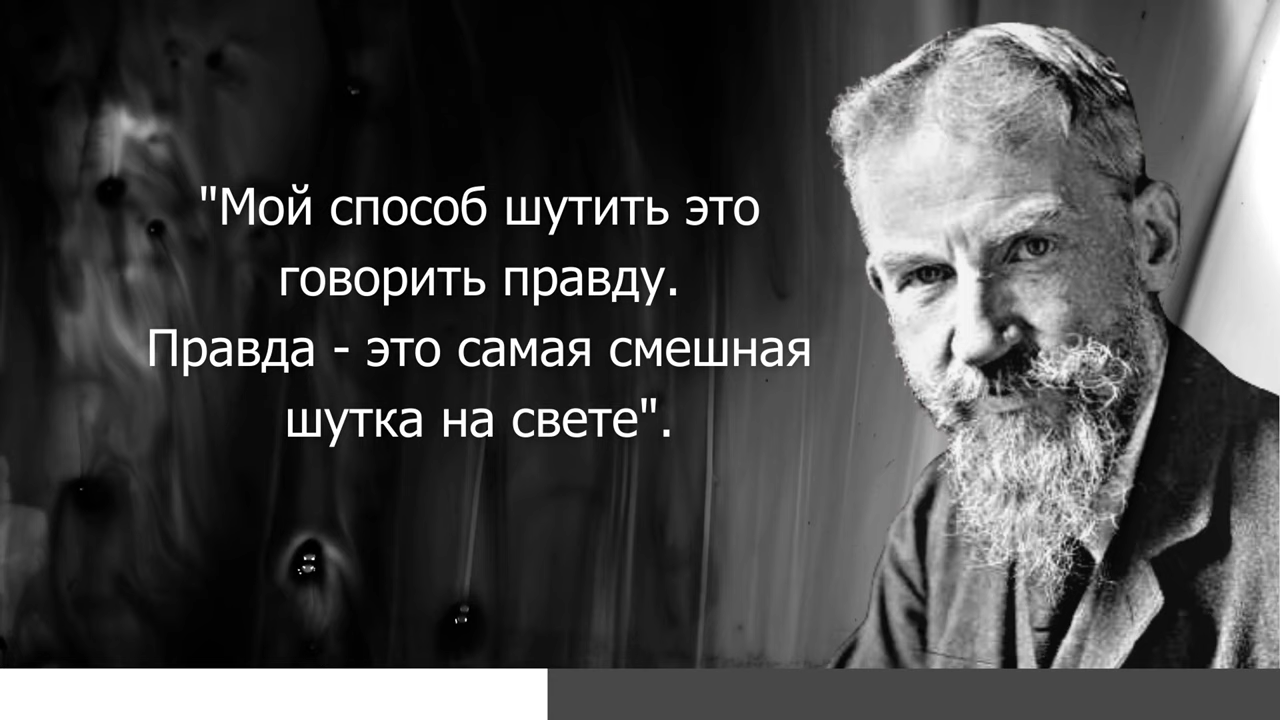 "Мой способ шутить это
говорить правду.
Правда - это самая смешная
шутка на свете".